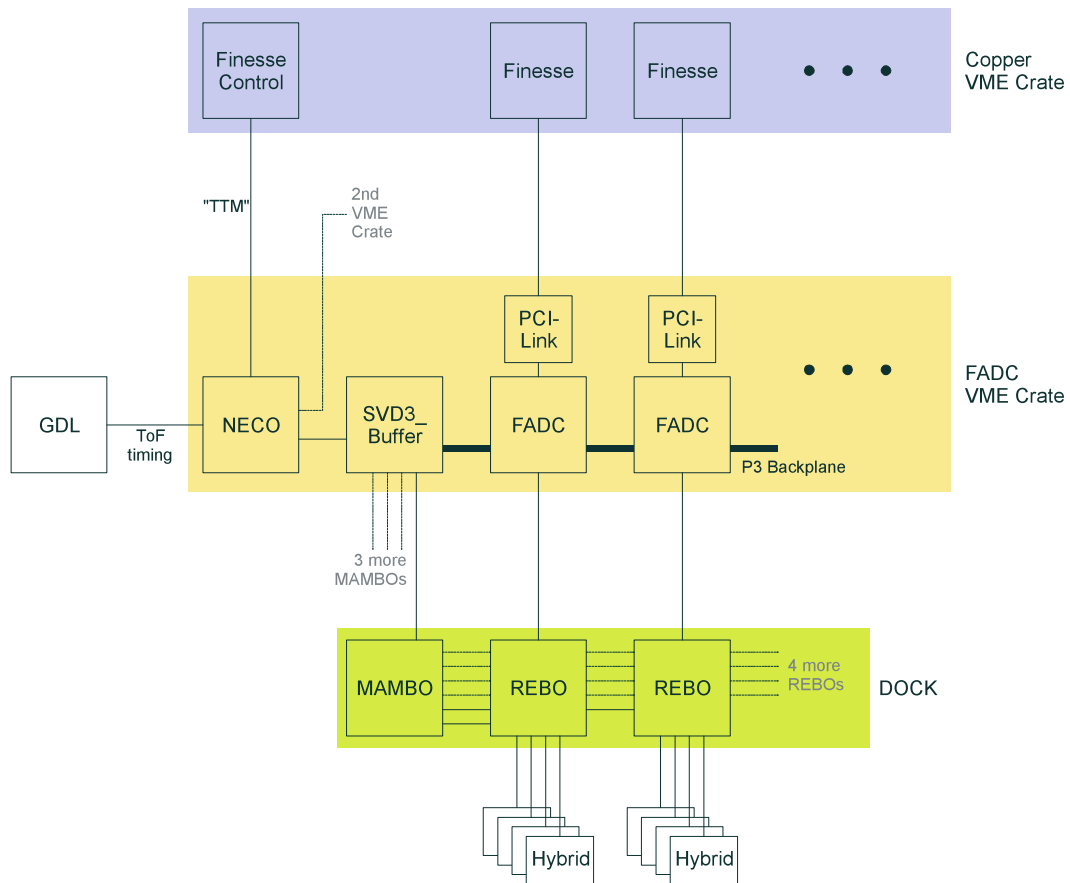 Finesse
Control
Finesse
Finesse
Copper
VME Crate
"TTM"
2nd
VME
Crate
PCI-
Link
PCI-
Link
FADC
VME Crate
GDL
ToF
timing
NECO
SVD3_
Buffer
FADC
FADC
P3 Backplane
3 more
MAMBOs
MAMBO
REBO
REBO
4 more
REBOs
DOCK
Hybrid
Hybrid